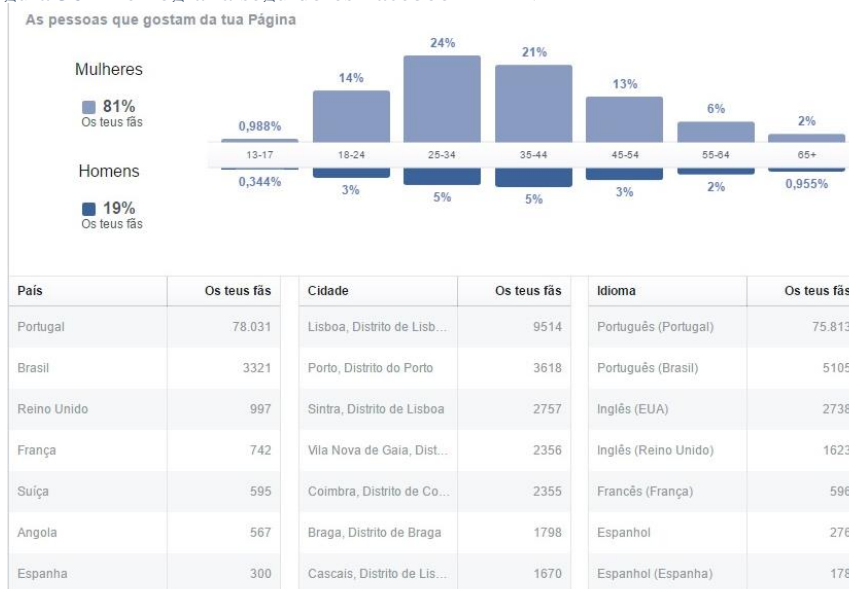 As pessoas que gostam da tua Página
Mulheres
81%
Os teus fãs
0,988%
14%
24%
21%
13%
6%
2%
13-17
18-24
25-34
35-44
45-54
55-64
65+
Homens
19%
Os teus fãs
0,344%
3%
5%
5%
3%
2%
0,955%
País Os teus fãs Cidade Os teus fãs Idioma Os teus fãs
Portugal 78.031 Lisboa, Distrito de Lisb... 9514 Português (Portugal) 75.813
Brasil 3321 Porto, Distrito do Porto 3618 Português (Brasil) 5105
Reino Unido 997 Sintra, Distrito de Lisboa 2757 Inglês (EUA) 2738
França 742 Vila Nova de Gaia, Dist... 2356 Inglês (Reino Unido) 1623
Suíça 595 Coimbra, Distrito de Co... 2355 Francês (França) 596
Angola 567 Braga, Distrito de Braga 1798 Espanhol 276
Espanha 300 Cascais, Distrito de Lis... 1670 Espanhol (Espanha) 178